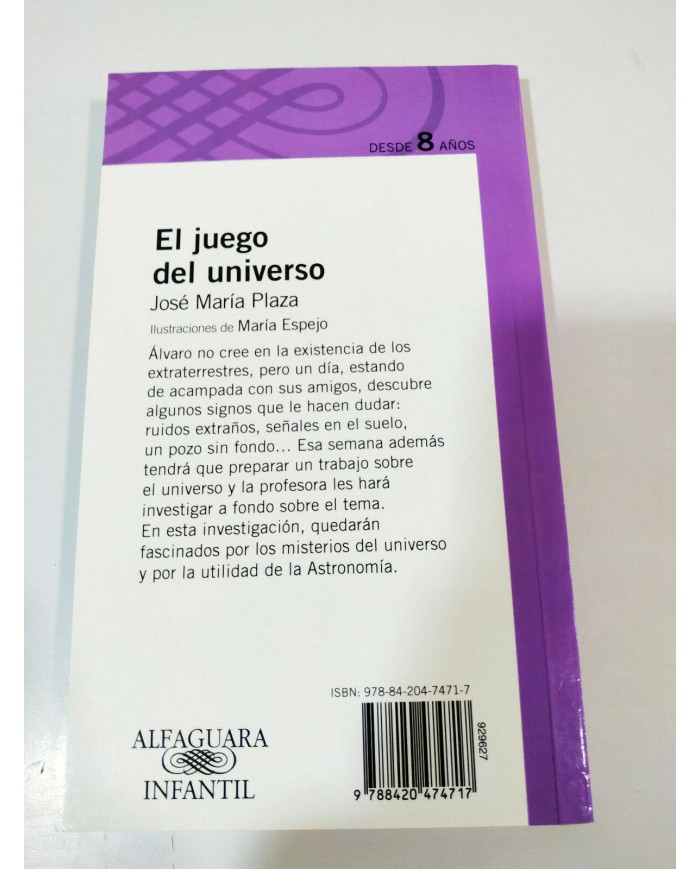 DESDE 8 AÑOS
El juego
del universo
José María Plaza
Ilustraciones de María Espejo
Álvaro no cree en la existencia de los
extraterrestres, pero un día, estando
de acampada con sus amigos, descubre
algunos signos que le hacen dudar:
ruidos extraños, señales en el suelo,
un pozo sin fondo... Esa semana además
tendrá que preparar un trabajo sobre
el universo y la profesora les hará
investigar a fondo sobre el tema.
En esta investigación, quedarán
fascinados por los misterios del universo
y por la utilidad de la Astronomía.
ISBN: 978-84-204-7471-7
929627
9 788420 474717
ALFAGUARA
INFANTIL